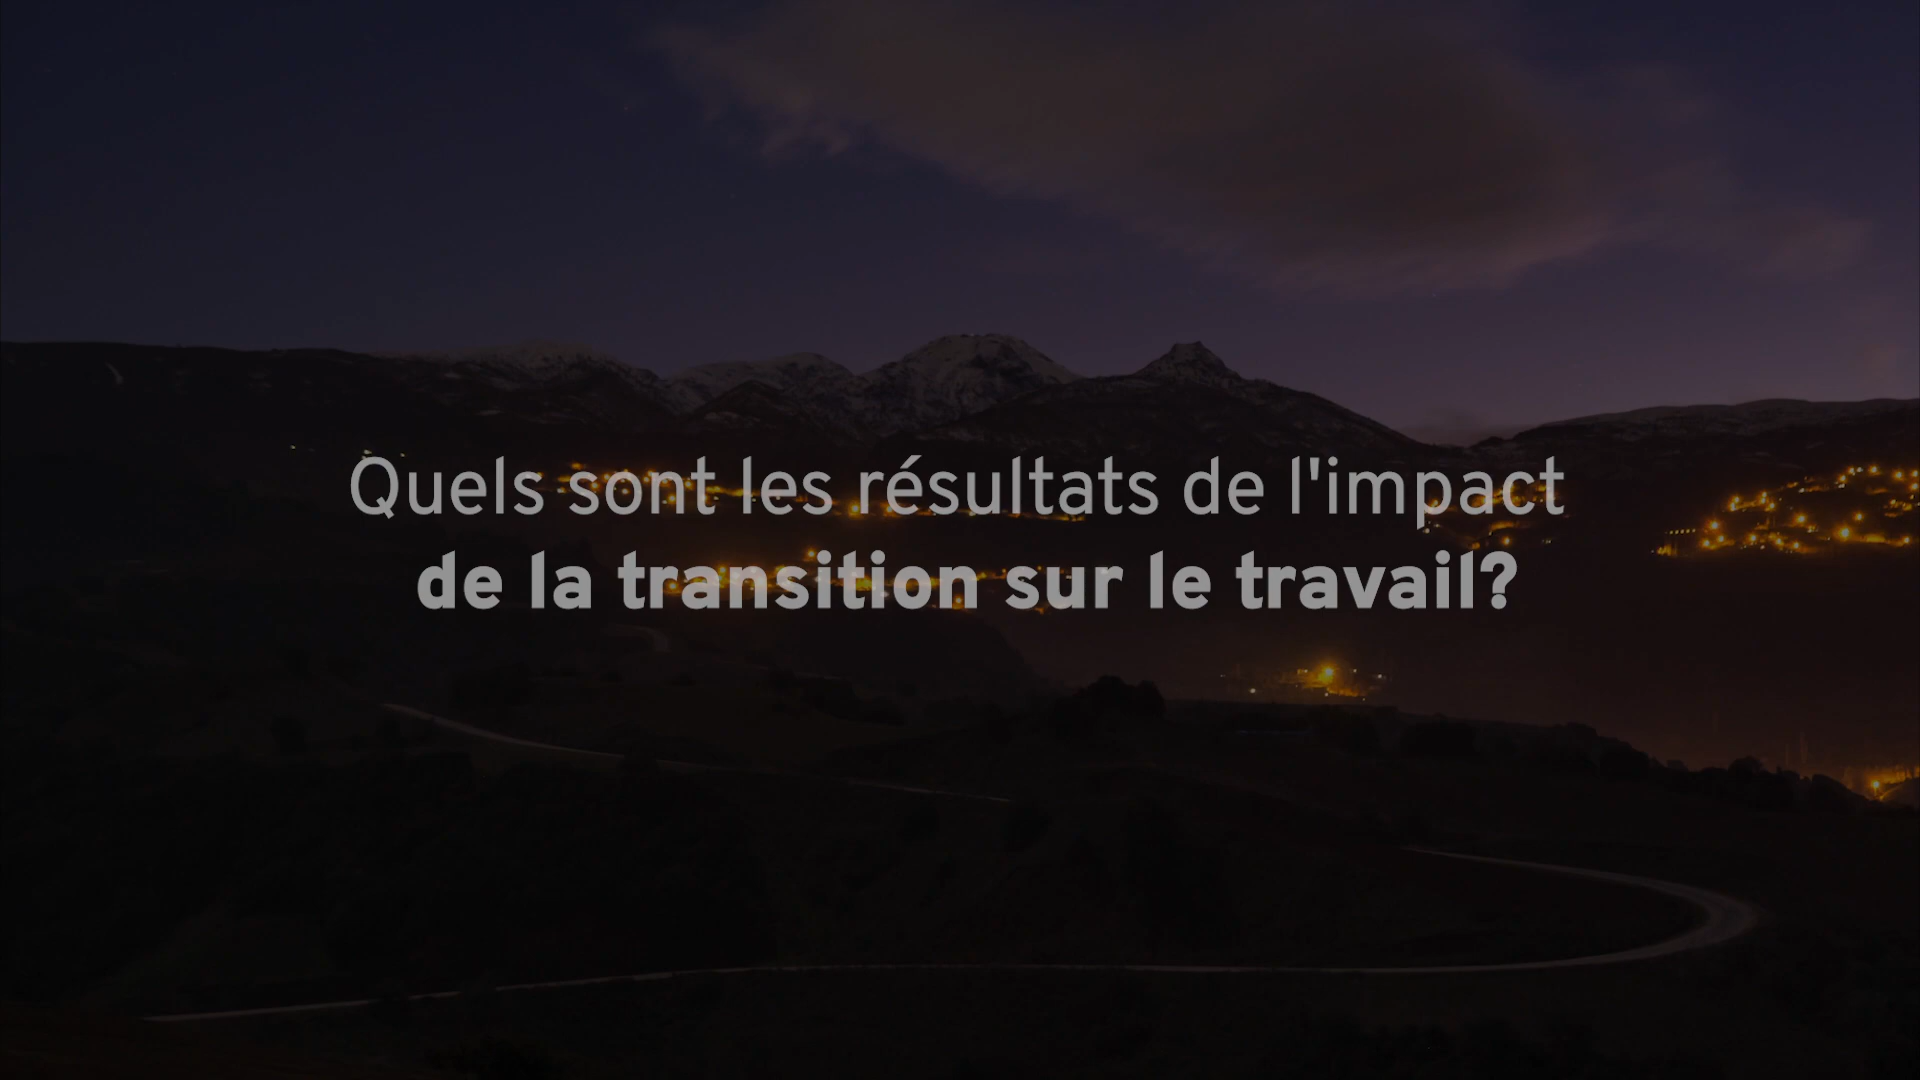 Quels sont les résultats de l'impact
de la transition sur le travail?